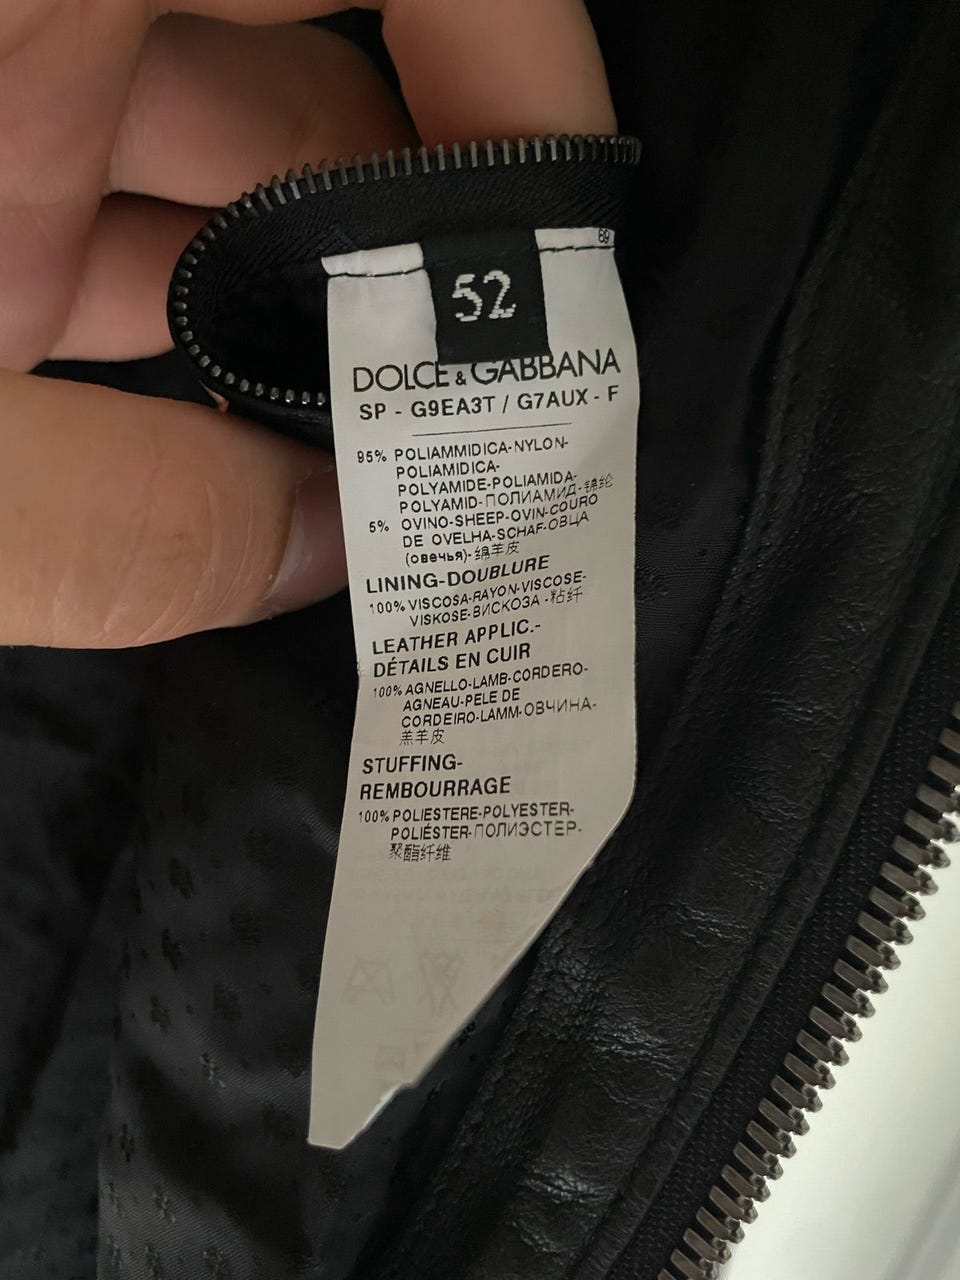 69
52
DOLCE & GABBANA
SP - G9EA3T / G7AUX - F
95% POLIAMMIDICA-NYLON-
POLIAMIDICA-
POLYAMIDE-POLIAMIDA-
POLYAMID-ПОЛИАМИД-锦纶
5% OVINO-SHEEP-OVIN-COURO
DE OVELHA-SCHAF-ОВЦА
(овечья)-绵羊皮
LINING-DOUBLURE
100% VISCOSA-RAYON-VISCOSE-
VISKOSE-ВИСКОЗА -粘纤
LEATHER APPLIC.-
DÉTAILS EN CUIR
100% AGNELLO-LAMB-CORDERO-
AGNEAU-PELE DE
CORDEIRO-LAMM-ОВЧИНА-
羔羊皮
STUFFING-
REMBOURRAGE
100% POLIESTERE-POLYESTER-
POLIÉSTER-ПОЛИЭСТЕР-
聚酯纤维